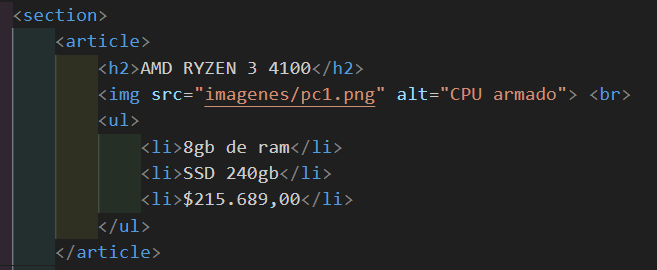 <section>
<article>
<h2>AMD RYZEN 3 4100</h2>
<img src="imagenes/pc1.png" alt="CPU armado"> <br>
<ul>
<li>8gb de ram</li>
<li>SSD 240gb</li>
<li>$215.689,00</li>
</ul>
</article>